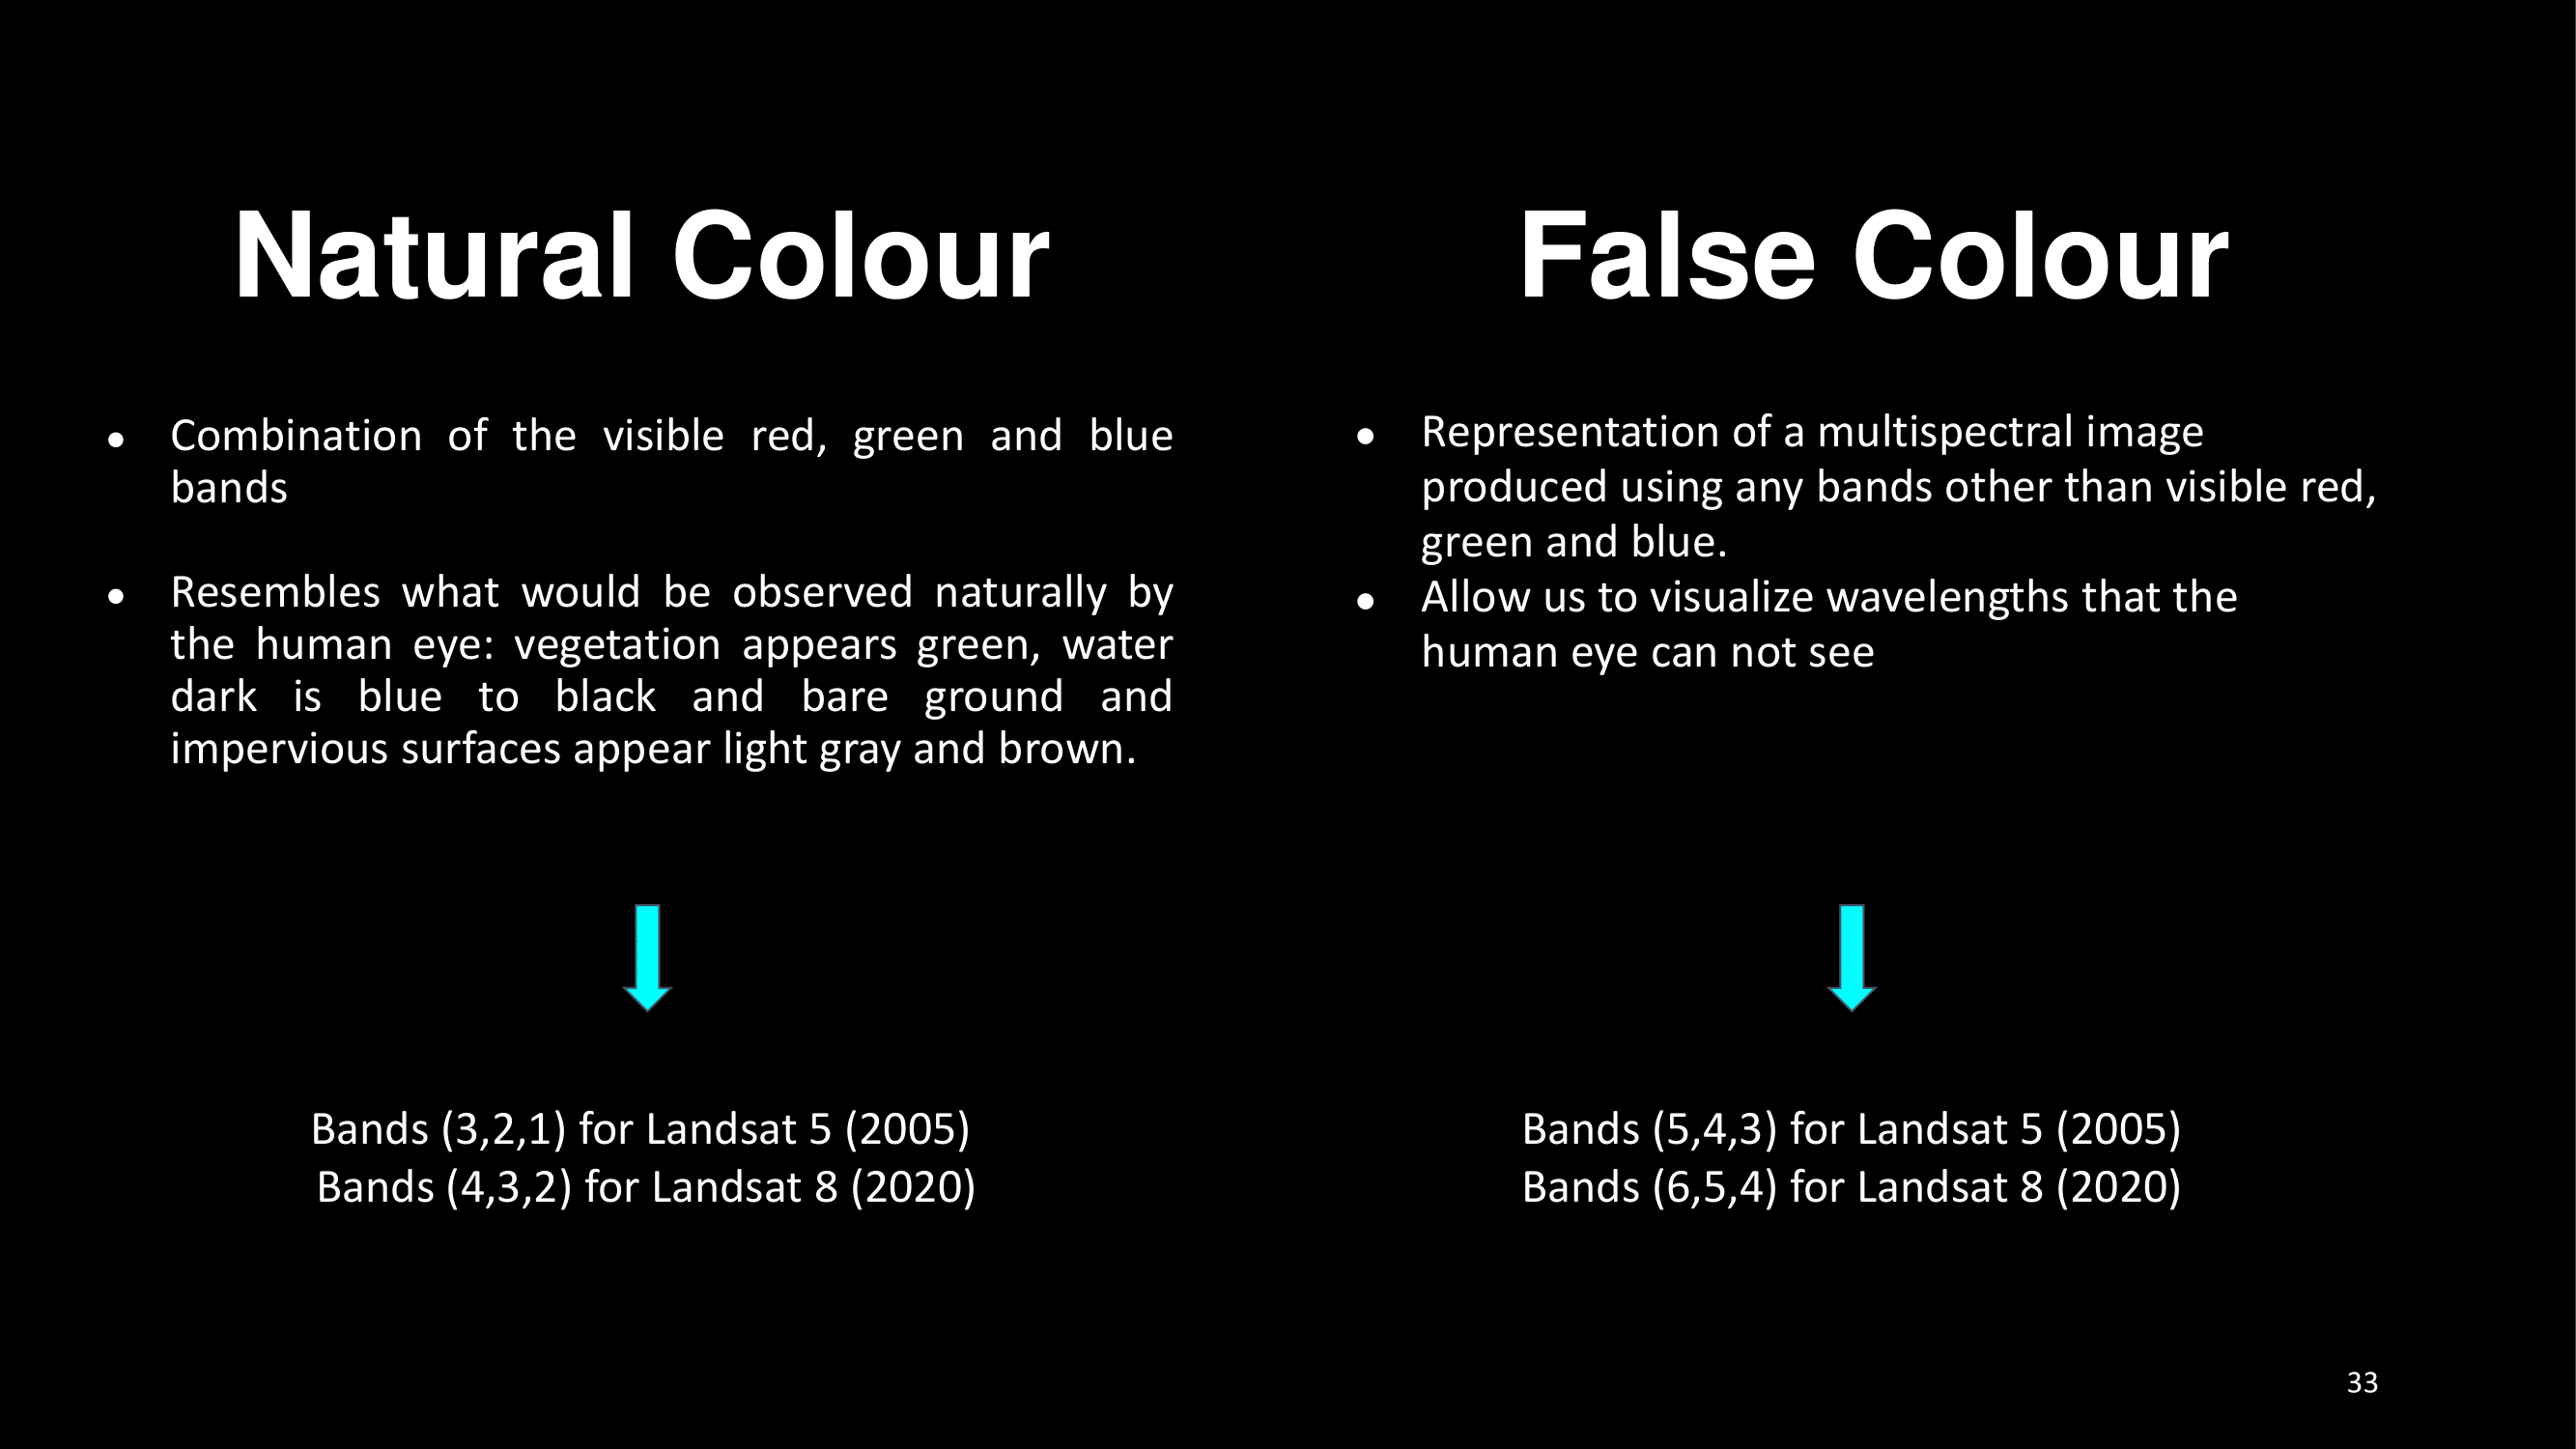 Natural Colour
● Combination of the visible red, green and blue
bands
● Resembles what would be observed naturally by
the human eye: vegetation appears green, water
dark is blue to black and bare ground and
impervious surfaces appear light gray and brown.
Bands (3,2,1) for Landsat 5 (2005)
Bands (4,3,2) for Landsat 8 (2020)
False Colour
● Representation of a multispectral image
produced using any bands other than visible red,
green and blue.
● Allow us to visualize wavelengths that the
human eye can not see
Bands (5,4,3) for Landsat 5 (2005)
Bands (6,5,4) for Landsat 8 (2020)
33